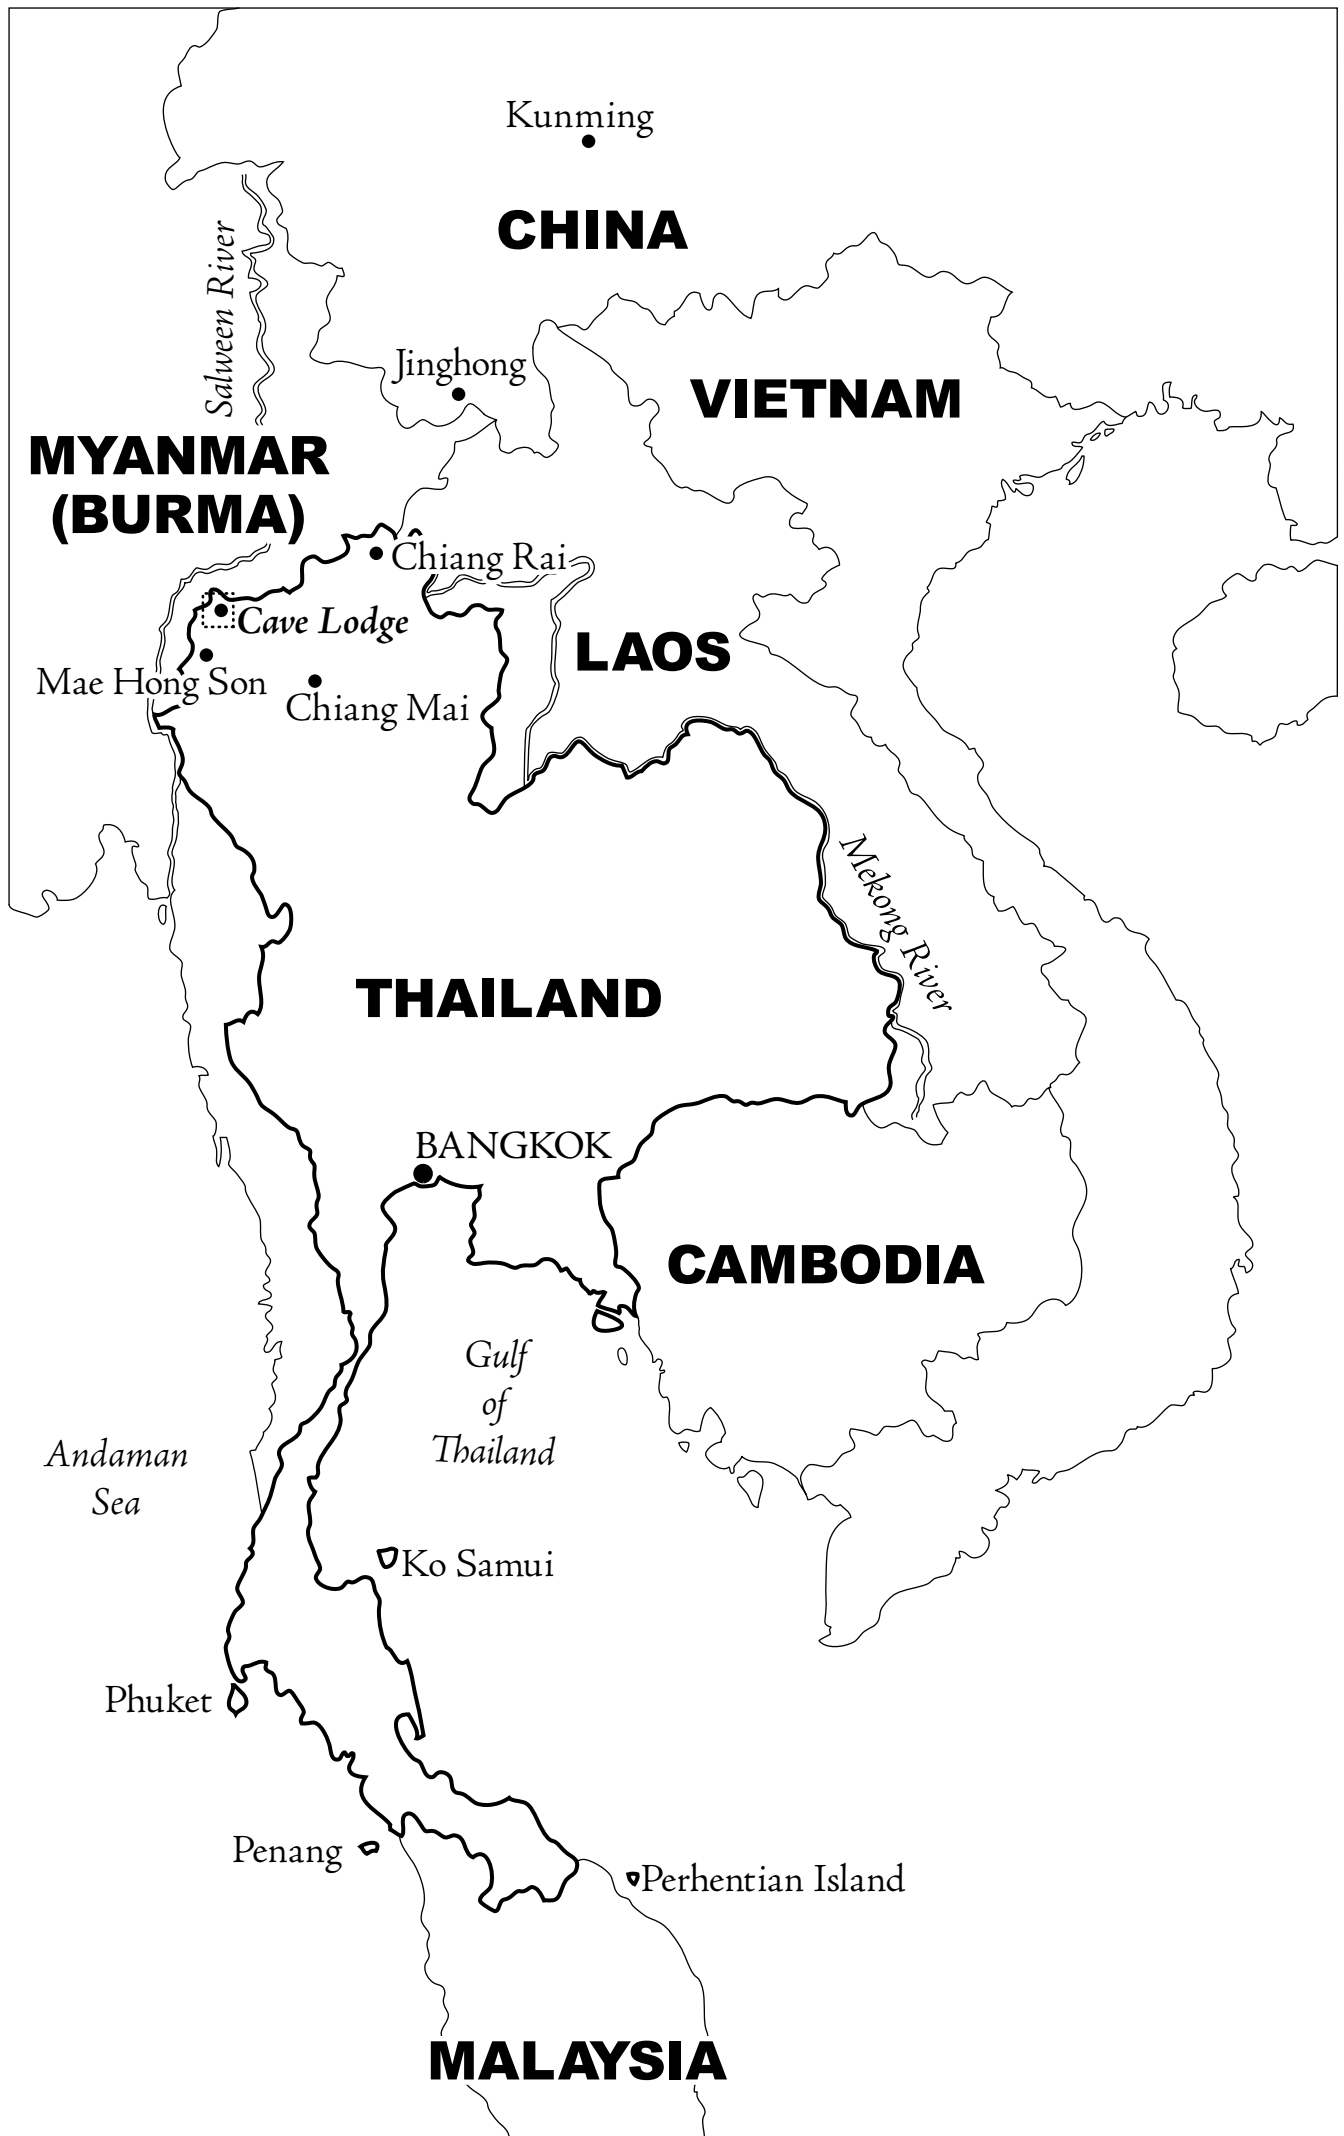 Kunming
CHINA
Salween River
Jinghong
VIETNAM
MYANMAR
(BURMA)
Chiang Rai
Cave Lodge
LAOS
Mae Hong Son
Chiang Mai
Mekong River
THAILAND
BANGKOK
CAMBODIA
Gulf
of
Thailand
Andaman
Sea
Ko Samui
Phuket
Penang
Perhentian Island
MALAYSIA